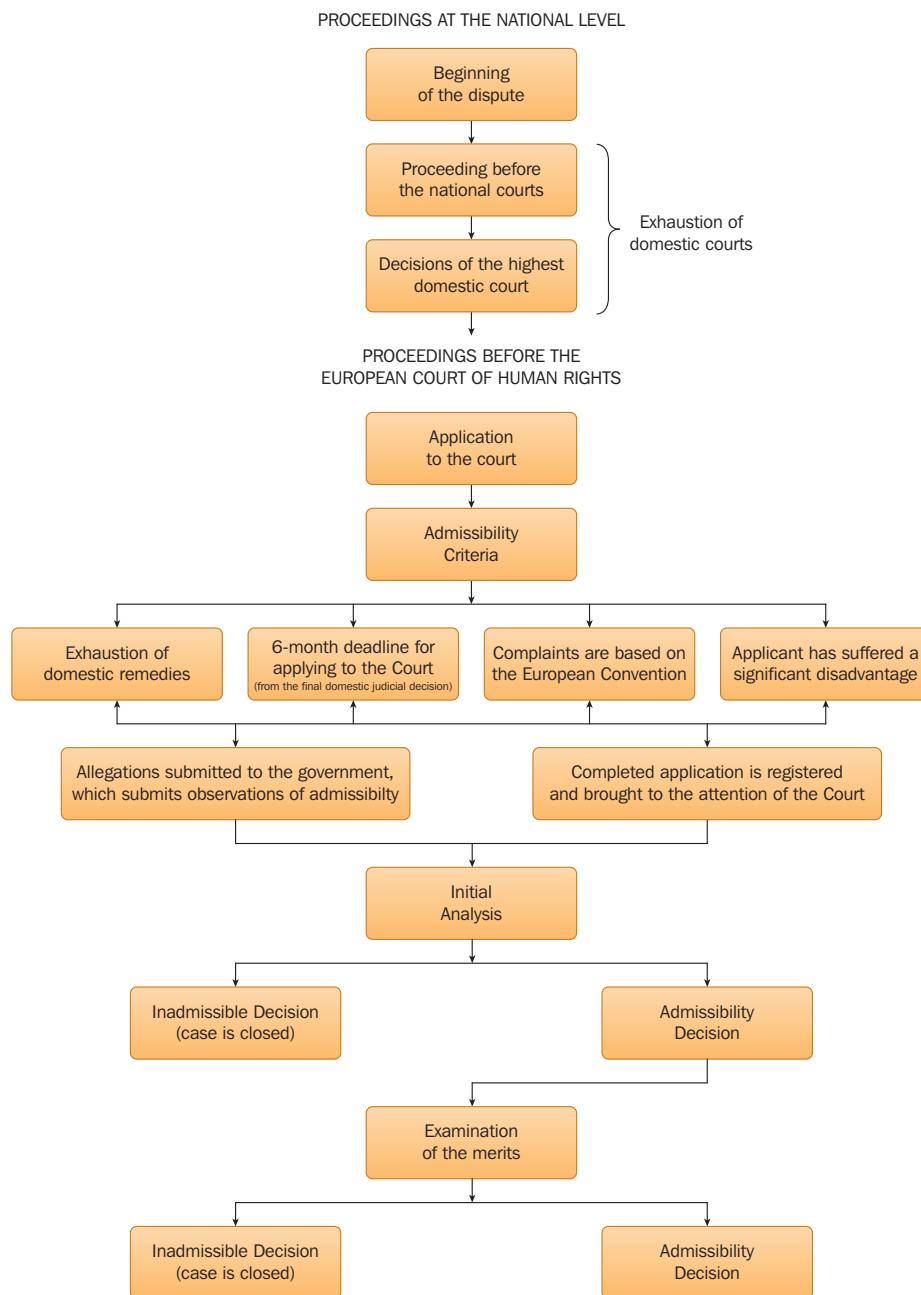 PROCEEDINGS AT THE NATIONAL LEVEL
Beginning
of the dispute
Proceeding before
the national courts
Exhaustion of
domestic courts
Decisions of the highest
domestic court
PROCEEDINGS BEFORE THE
EUROPEAN COURT OF HUMAN RIGHTS
Application
to the court
Admissibility
Criteria
Exhaustion of
domestic remedies
6-month deadline for
applying to the Court
(from the final domestic judicial decision)
Complaints are based on
the European Convention
Applicant has suffered a
significant disadvantage
Allegations submitted to the government,
which submits observations of admissibilty
Completed application is registered
and brought to the attention of the Court
Initial
Analysis
Inadmissible Decision
(case is closed)
Admissibility
Decision
Examination
of the merits
Inadmissible Decision
(case is closed)
Admissibility
Decision